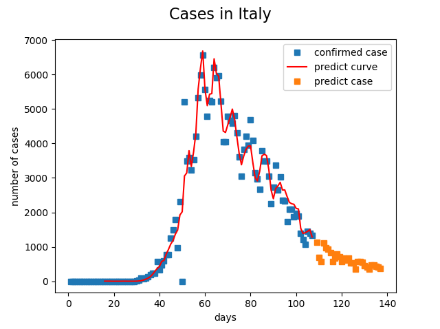 Cases in Italy
7000
6000
5000
4000
3000
2000
1000
0
number of cases
confirmed case
predict curve
predict case
0 20 40 60 80 100 120 140
days